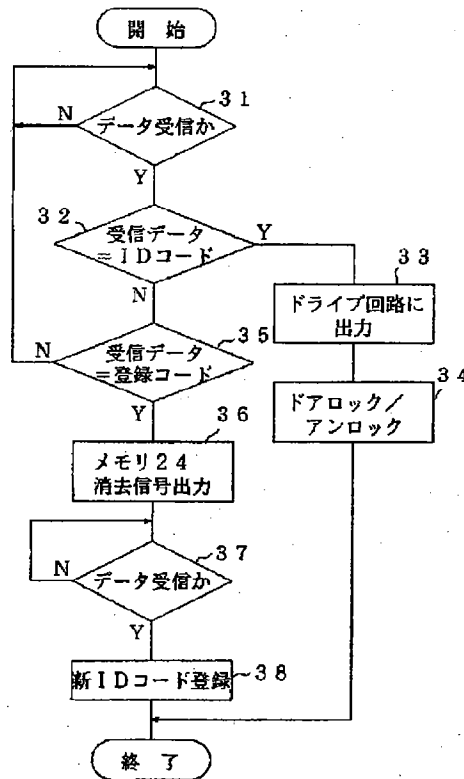 開 始
３１
N
データ受信か
Y
３２
受信データ
＝ＩＤコード
Y
N
３３
ドライブ回路に
出力
３５
N
受信データ
＝登録コード
Y
３４
ドアロック／
アンロック
３６
メモリ２４
消去信号出力
３７
N
データ受信か
Y
新ＩＤコード登録
３８
終 了